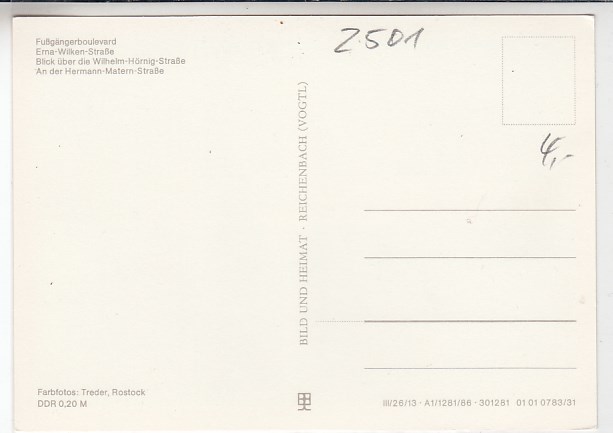 Fußgängerboulevard
Erna-Wilken-Straße
Blick über die Wilhelm-Hörnig-Straße
An der Hermann-Matern-Straße
2501
4,-
BILD UND HEIMAT · REICHENBACH (VOGTL)
Farbfotos: Treder, Rostock
DDR 0,20 M
III/26/13 · A1/1281/86 · 301281 01 01 0783/31